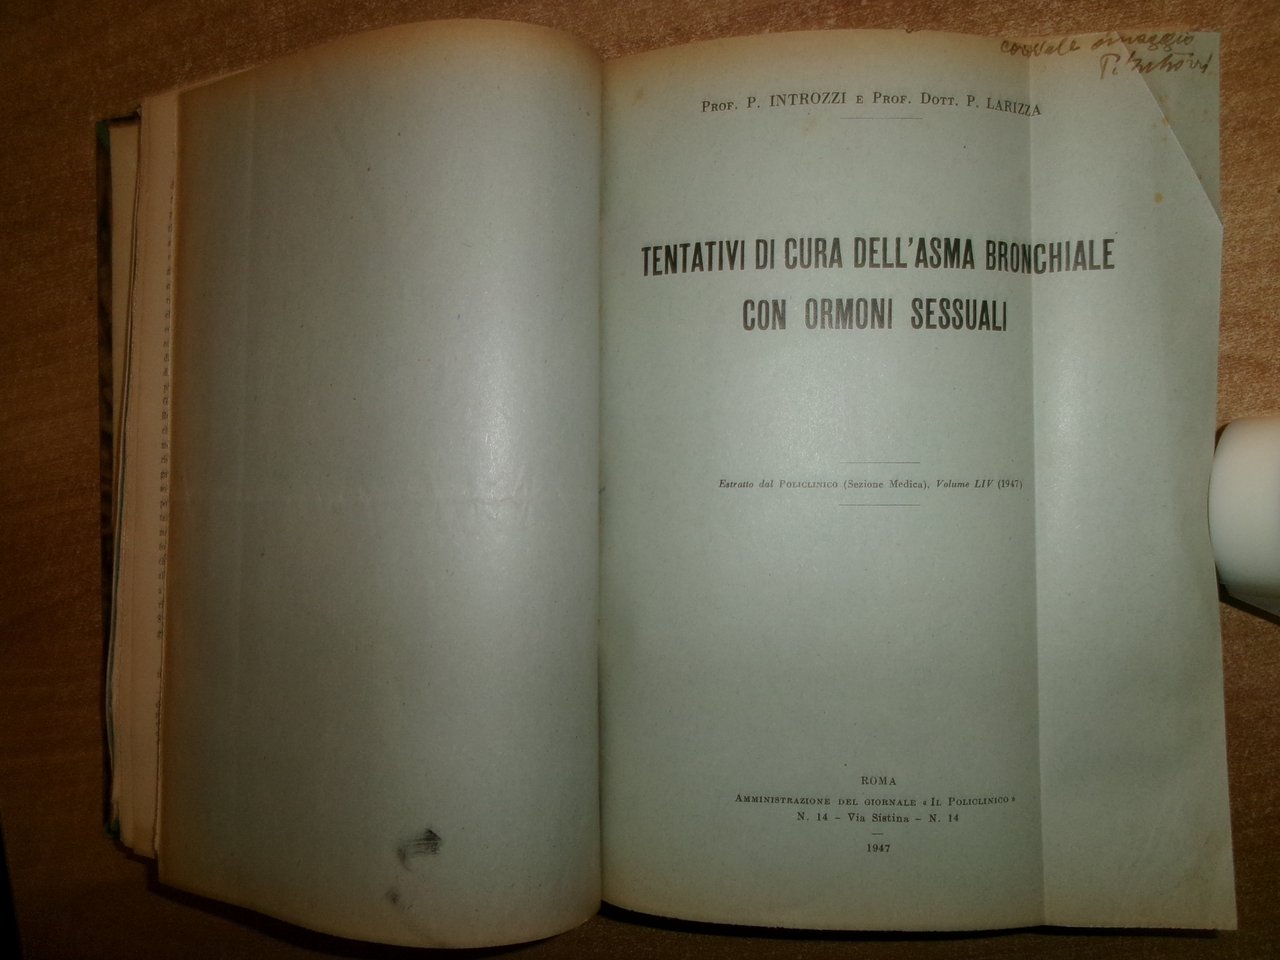 cordiale omaggio
P. Introzzi
PROF. P. INTROZZI E PROF. DOTT. P. LARIZZA
TENTATIVI DI CURA DELL'ASMA BRONCHIALE
CON ORMONI SESSUALI
Estratto dal POLICLINICO (Sezione Medica), Volume LIV (1947)
ROMA
AMMINISTRAZIONE DEL GIORNALE « IL POLICLINICO »
N. 14 – Via Sistina – N. 14
1947